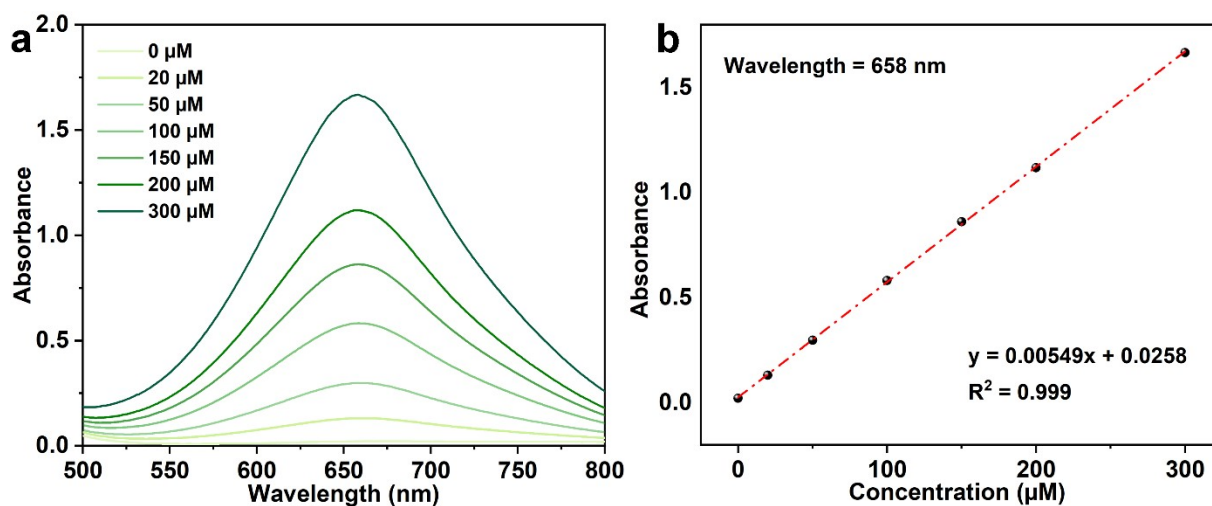 a
2.0
1.5
1.0
0.5
0.0
Absorbance
0 µM
20 µM
50 µM
100 µM
150 µM
200 µM
300 µM
500 550 600 650 700 750 800
Wavelength (nm)
b
Wavelength = 658 nm
1.5
1.0
0.5
0.0
Absorbance
y = 0.00549x + 0.0258
R² = 0.999
0 100 200 300
Concentration (µM)